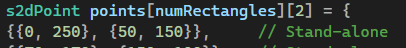 s2dPoint points[numRectangles][2] = {
{{0, 250}, {50, 150}},     // Stand-alone